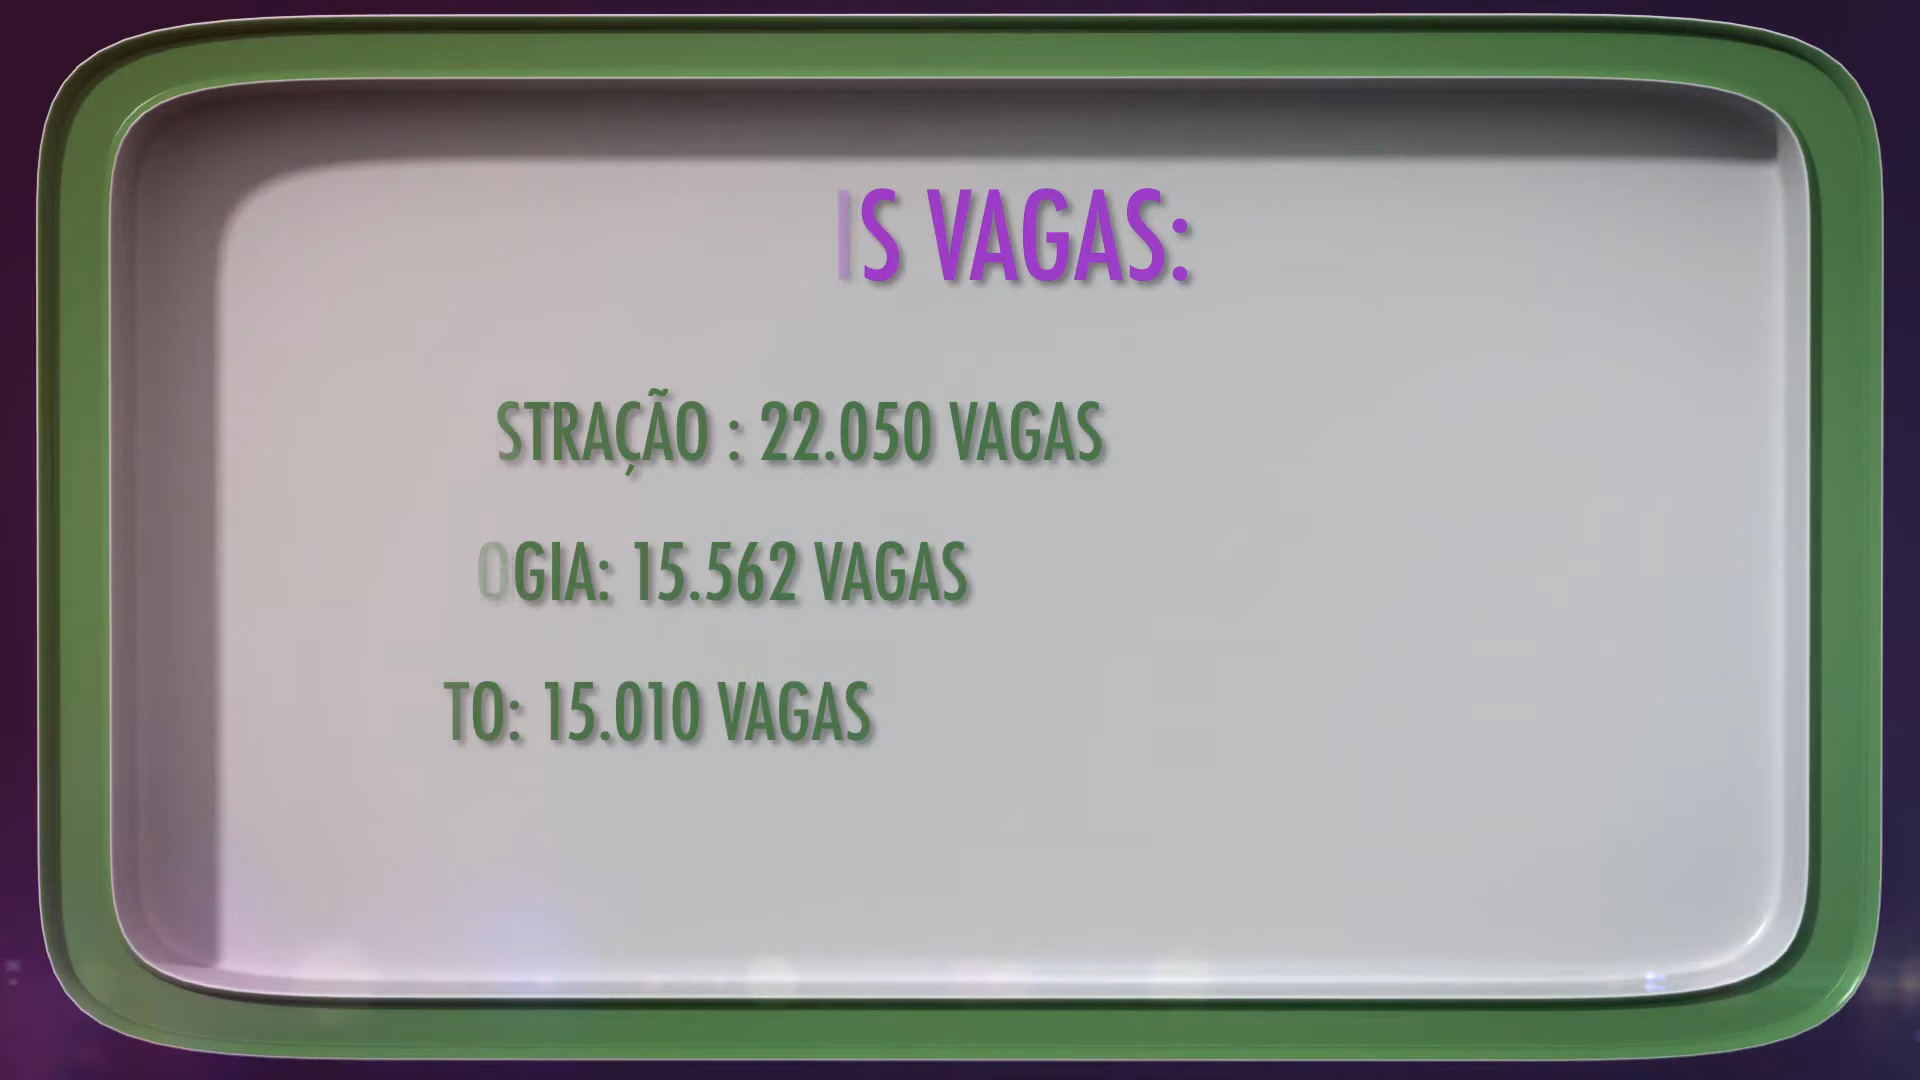 IS VAGAS:
STRAÇÃO : 22.050 VAGAS
OGIA: 15.562 VAGAS
TO: 15.010 VAGAS